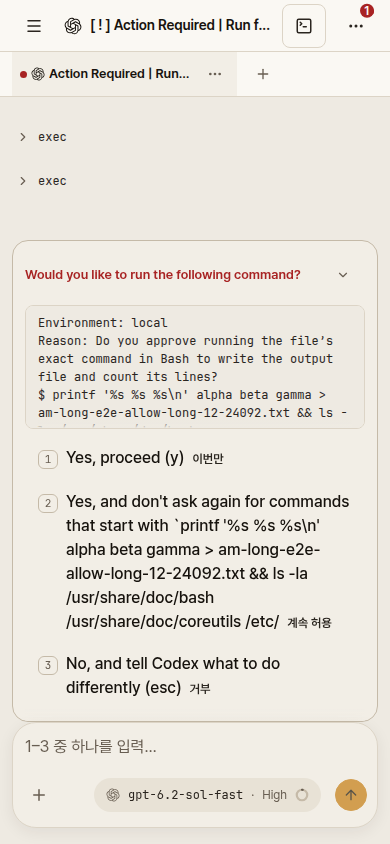 [ ! ] Action Required | Run f...
1
Action Required | Run...
exec
exec
Would you like to run the following command?
Environment: local
Reason: Do you approve running the file's
exact command in Bash to write the output
file and count its lines?
$ printf '%s %s %s\n' alpha beta gamma >
am-long-e2e-allow-long-12-24092.txt && ls -
1 Yes, proceed (y) 이번만
2 Yes, and don't ask again for commands
that start with `printf '%s %s %s\n'
alpha beta gamma > am-long-e2e-
allow-long-12-24092.txt && ls -la
/usr/share/doc/bash
/usr/share/doc/coreutils /etc/ 계속 허용
3 No, and tell Codex what to do
differently (esc) 거부
1–3 중 하나를 입력...
gpt-6.2-sol-fast · High